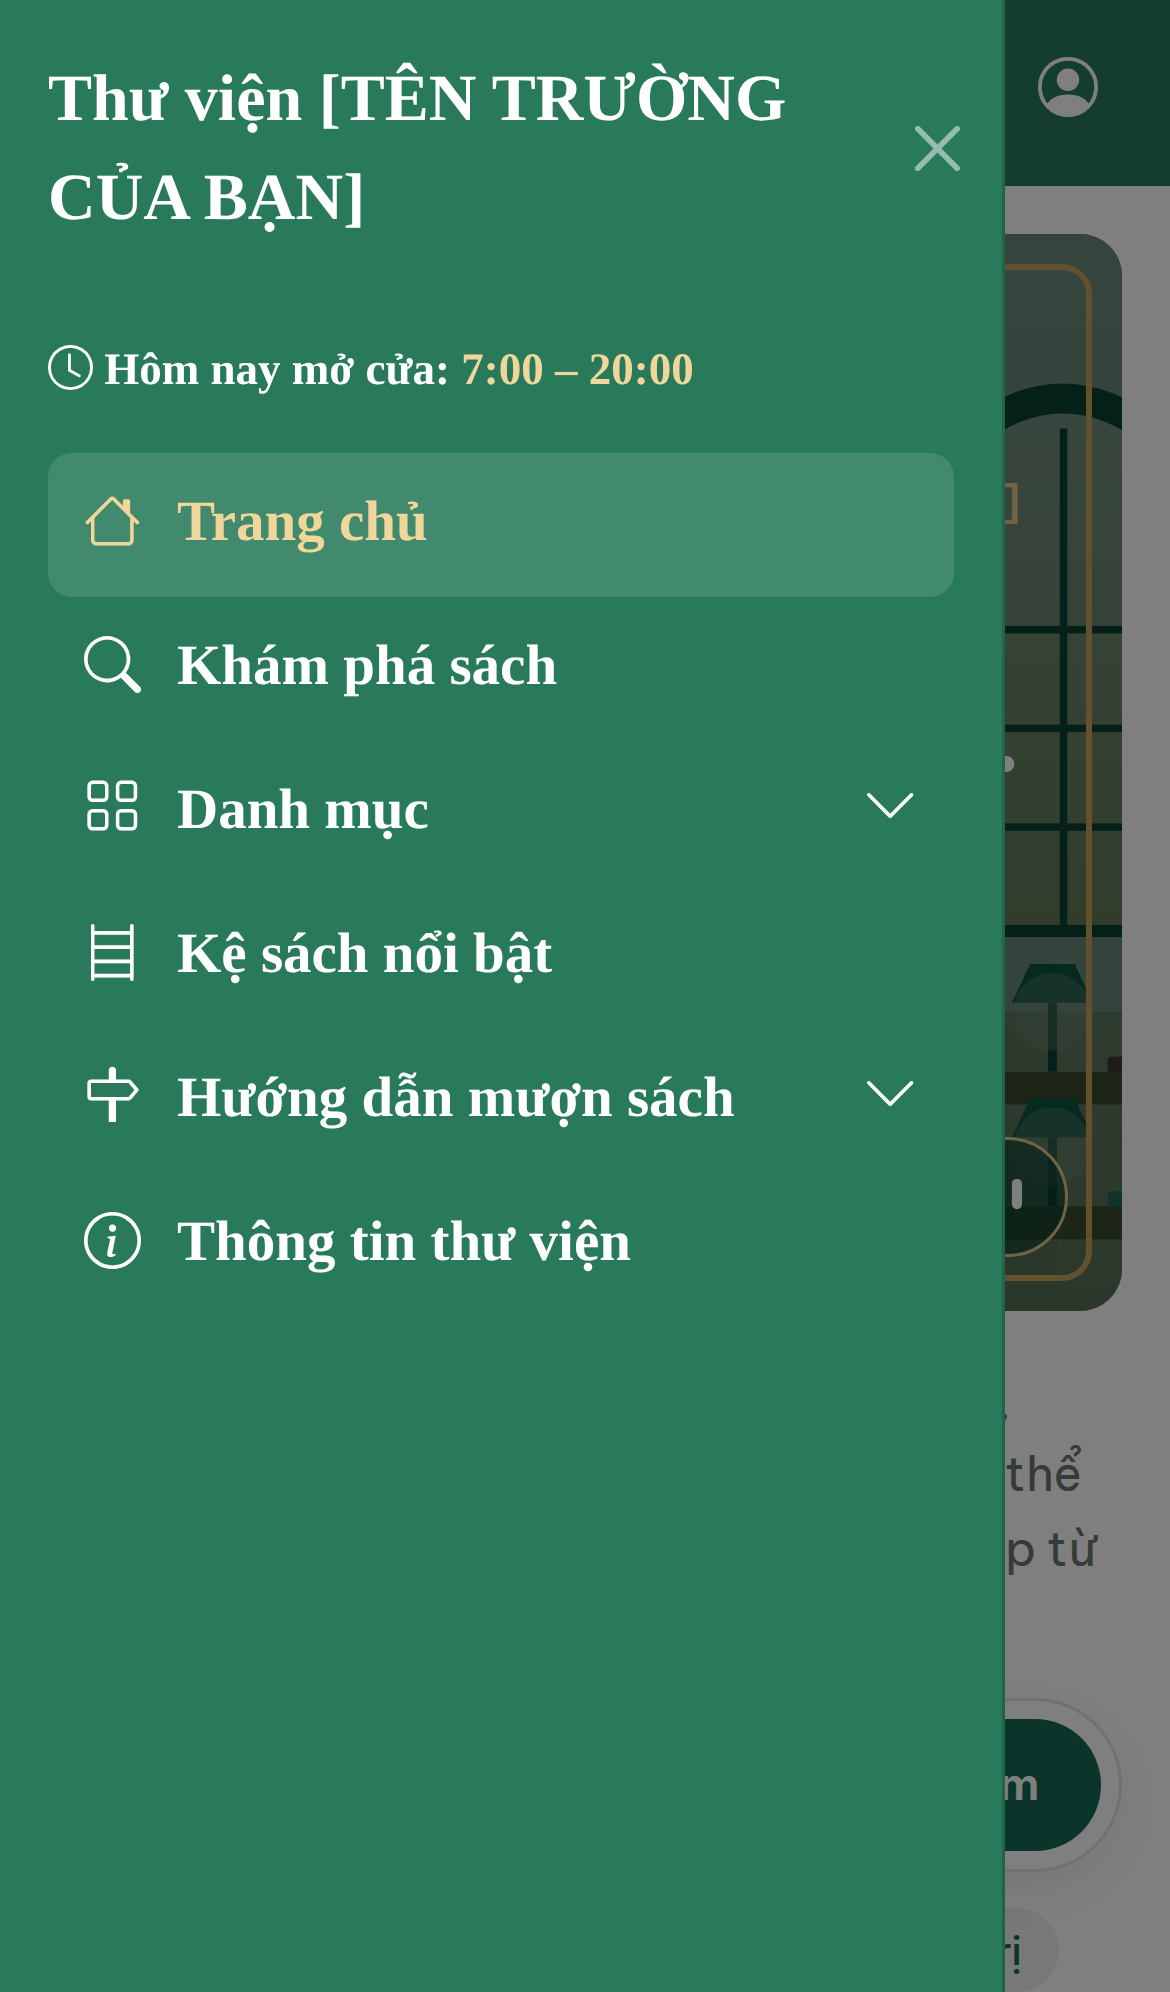 Thư viện [TÊN TRƯỜNG
CỦA BẠN]
Hôm nay mở cửa: 7:00 – 20:00
Trang chủ
Khám phá sách
Danh mục
Kệ sách nổi bật
Hướng dẫn mượn sách
Thông tin thư viện
thể
từ